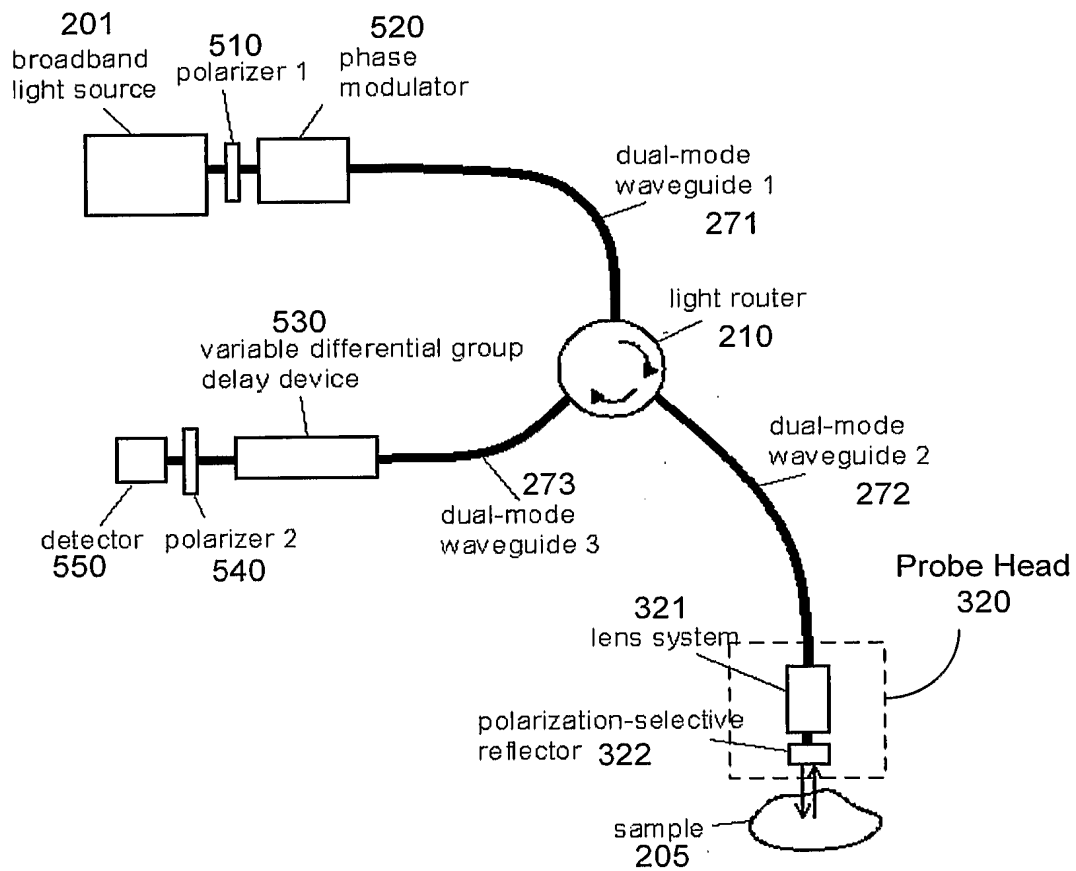 201
broadband
light source
510
polarizer 1
520
phase
modulator
dual-mode
waveguide 1
271
light router
210
530
variable differential group
delay device
dual-mode
waveguide 2
272
273
dual-mode
waveguide 3
detector
550
polarizer 2
540
Probe Head
320
321
lens system
polarization-selective
reflector 322
sample
205